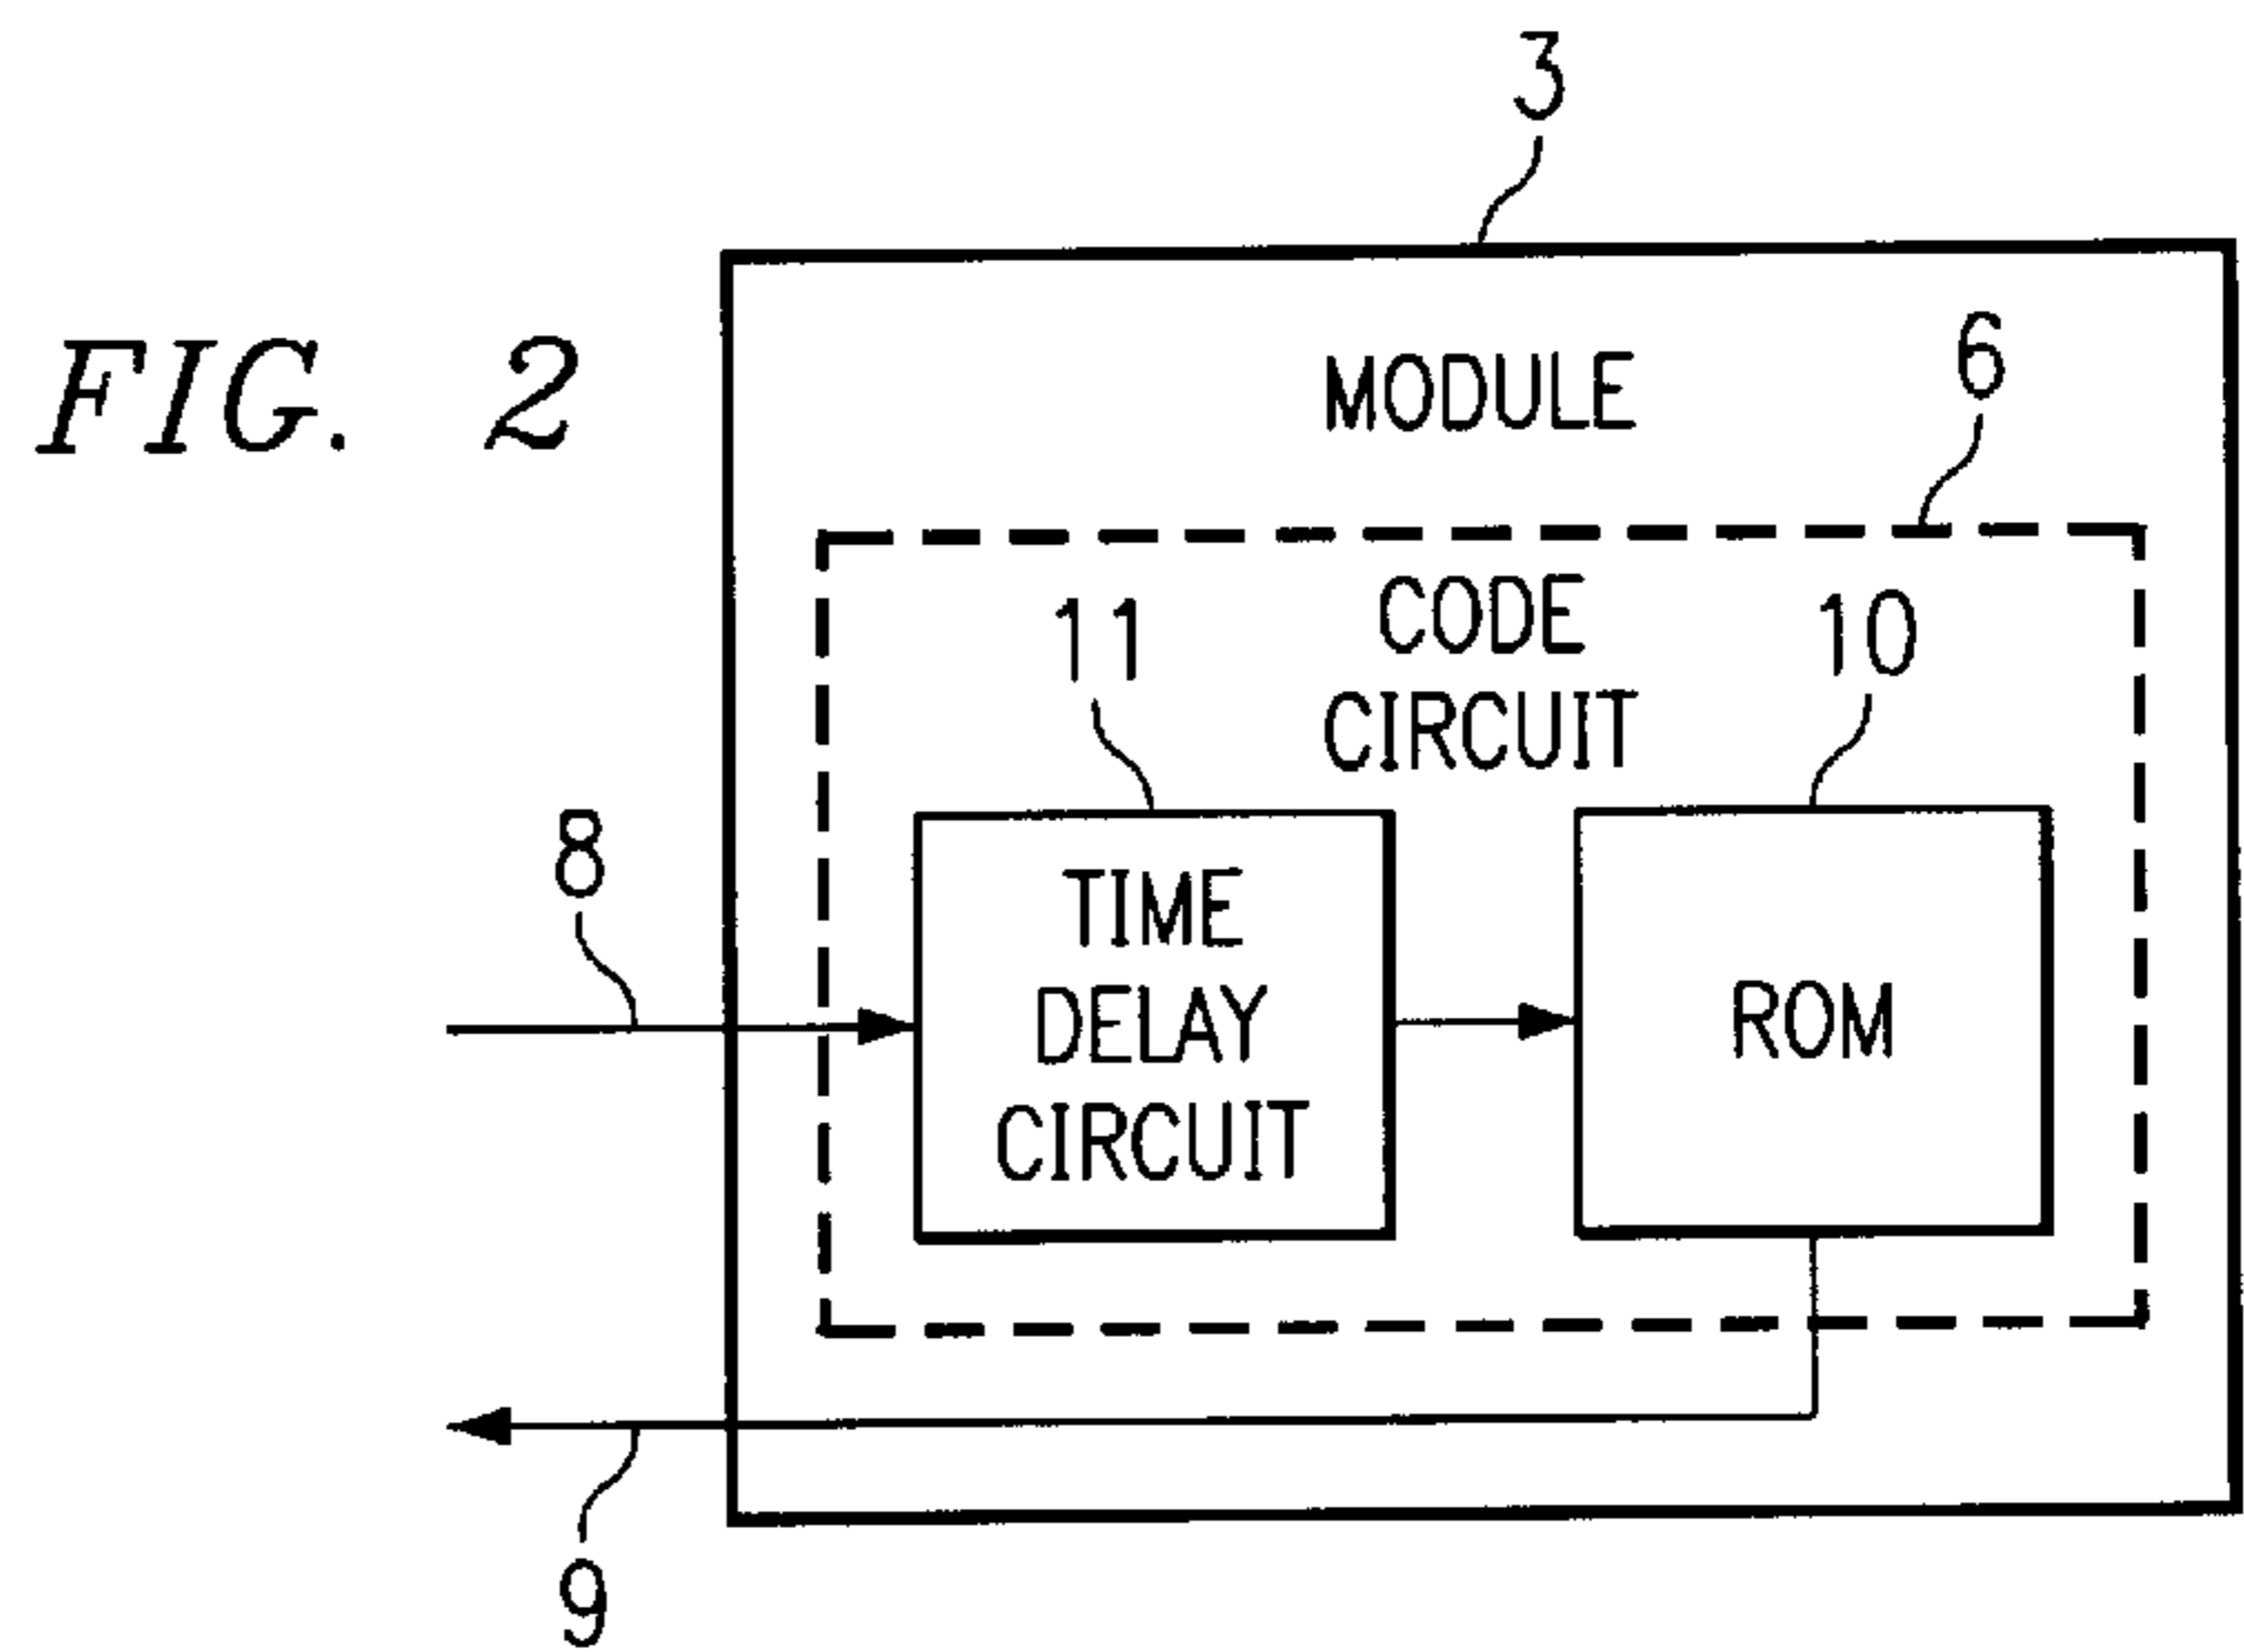 3
FIG. 2
MODULE
6
CODE
CIRCUIT
11
10
8
TIME
DELAY
CIRCUIT
ROM
9